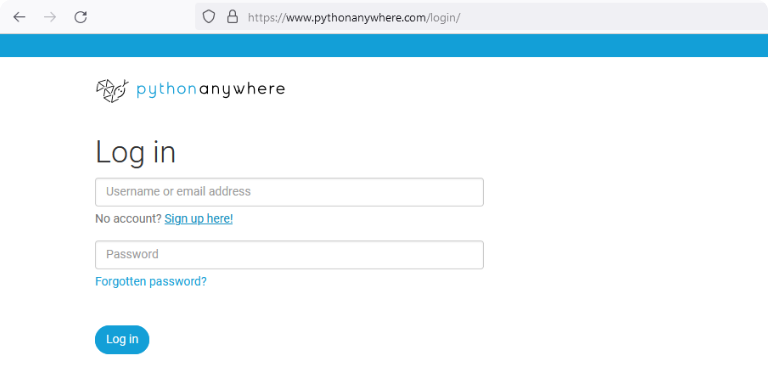 https://www.pythonanywhere.com/login/
pythonanywhere
Log in
Username or email address
No account? Sign up here!
Password
Forgotten password?
Log in